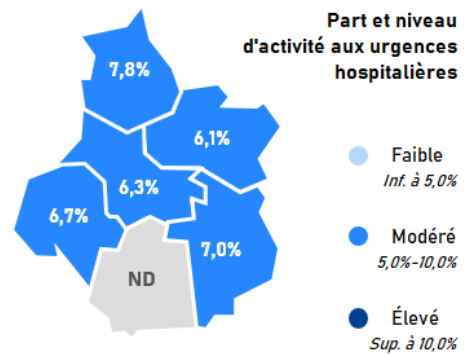 Part et niveau
d'activité aux urgences
hospitalières
7,8%
6,1%
6,3%
6,7%
7,0%
ND
Faible
Inf. à 5,0%
Modéré
5,0%-10,0%
Élevé
Sup. à 10,0%